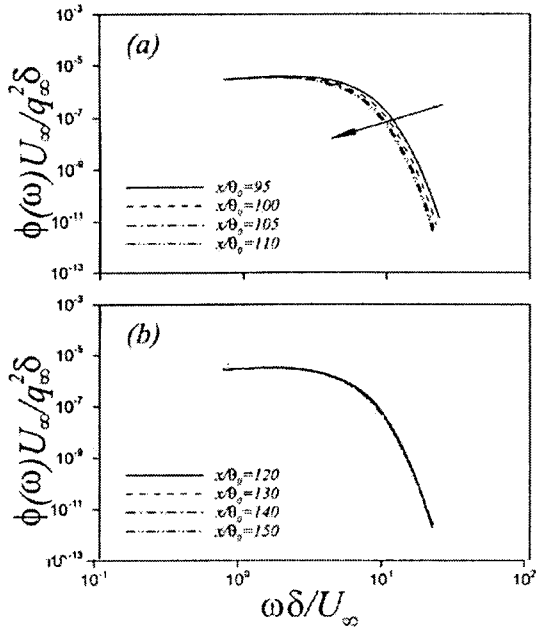 10⁻³
(a)
10⁻⁵
10⁻⁷
10⁻⁹
10⁻¹¹
10⁻¹³
ϕ(ω)U∞/q²∞δ
x/θ₀=95
x/θ₀=100
x/θ₀=105
x/θ₀=110
10⁻³
(b)
10⁻⁵
10⁻⁷
10⁻⁹
10⁻¹¹
10⁻¹³
ϕ(ω)U∞/q²∞δ
x/θ₀=120
x/θ₀=130
x/θ₀=140
x/θ₀=150
10⁻¹ 10⁰ 10¹ 10²
ωδ/U∞